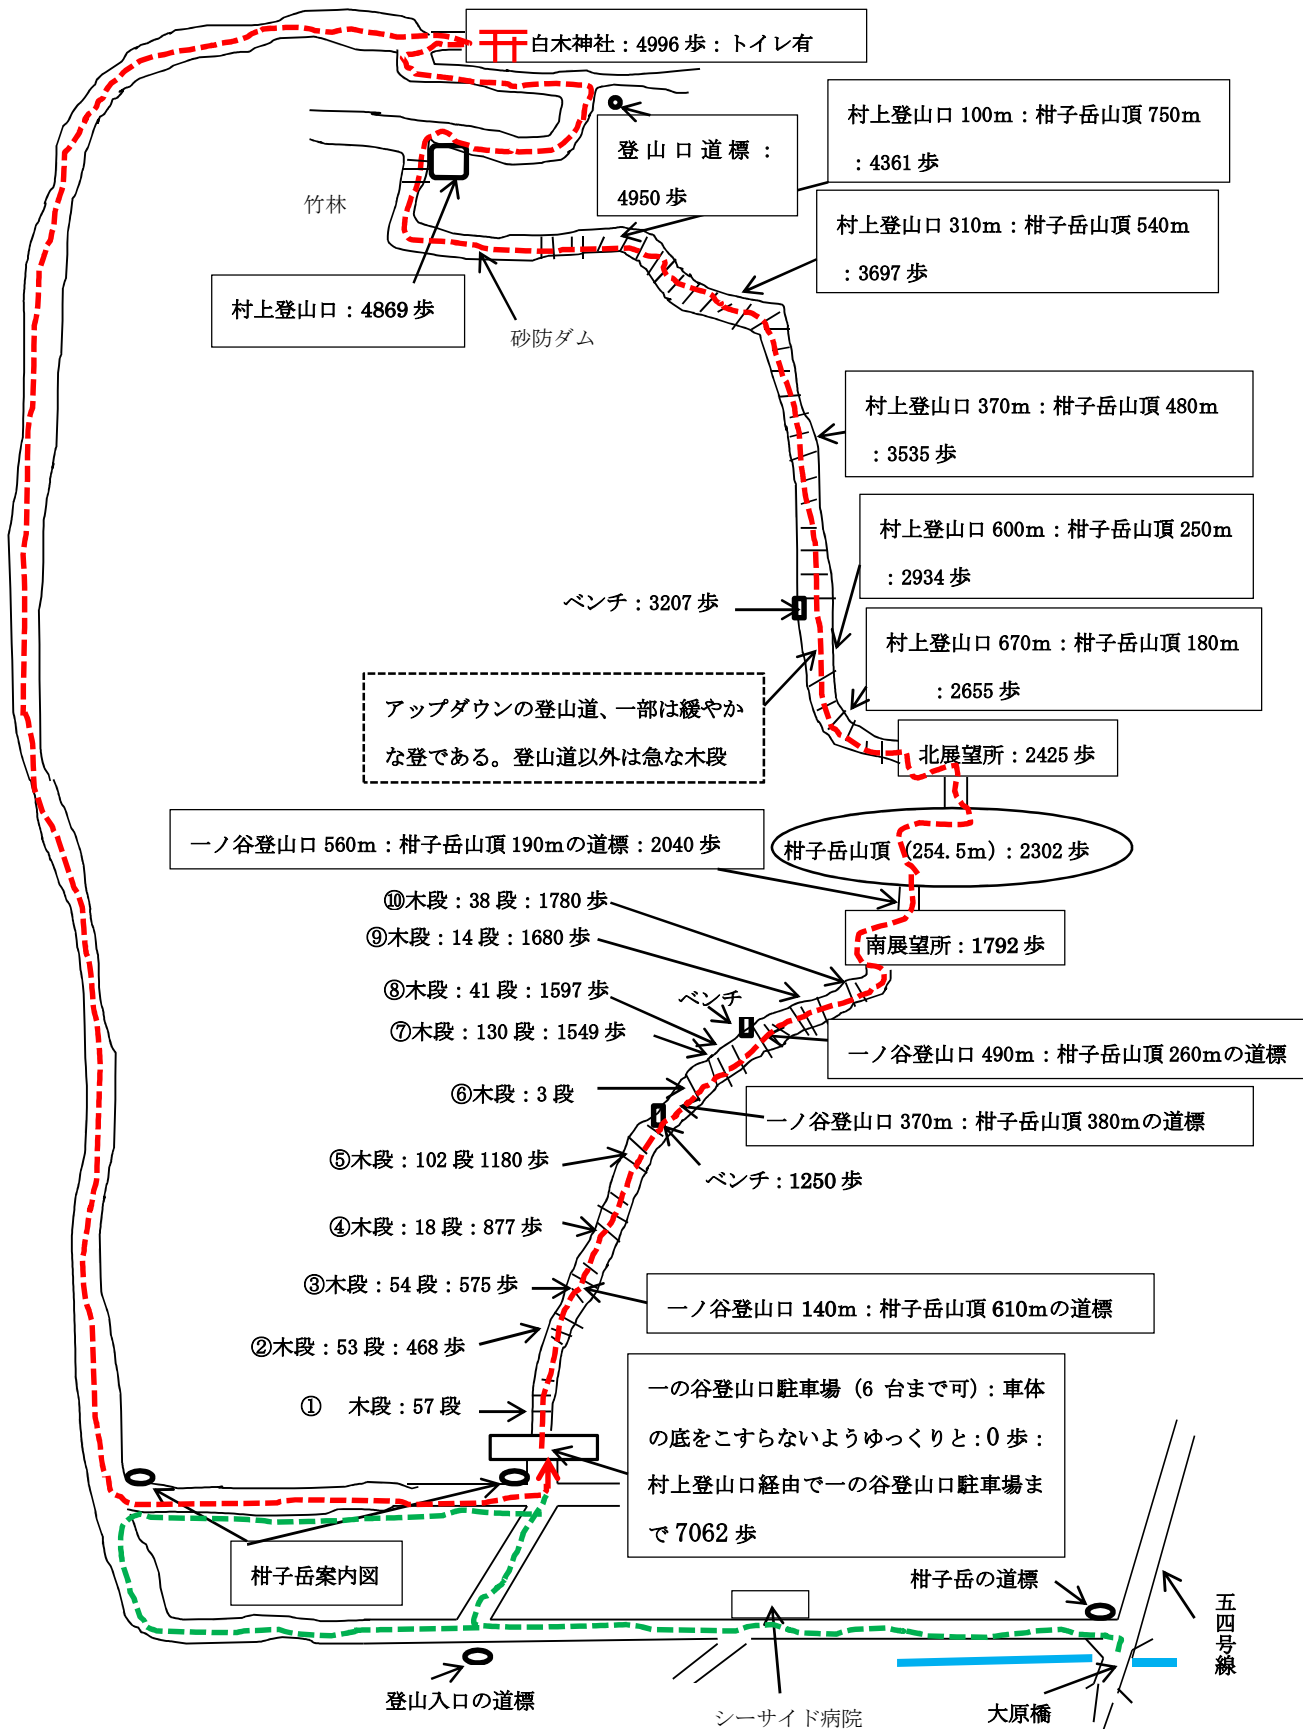 白木神社：4996 歩：トイレ有
村上登山口 100m：柑子岳山頂 750m
：4361 歩
登山口道標：
4950 歩
竹林
村上登山口 310m：柑子岳山頂 540m
：3697 歩
村上登山口：4869 歩
砂防ダム
村上登山口 370m：柑子岳山頂 480m
：3535 歩
村上登山口 600m：柑子岳山頂 250m
：2934 歩
ベンチ：3207 歩
村上登山口 670m：柑子岳山頂 180m
：2655 歩
アップダウンの登山道、一部は緩やか
な登である。登山道以外は急な木段
北展望所：2425 歩
一ノ谷登山口 560m：柑子岳山頂 190mの道標：2040 歩
柑子岳山頂（254.5m）：2302 歩
⑩木段：38 段：1780 歩
⑨木段：14 段：1680 歩
南展望所：1792 歩
⑧木段：41 段：1597 歩
ベンチ
⑦木段：130 段：1549 歩
一ノ谷登山口 490m：柑子岳山頂 260mの道標
⑥木段：3 段
一ノ谷登山口 370m：柑子岳山頂 380mの道標
⑤木段：102 段 1180 歩
ベンチ：1250 歩
④木段：18 段：877 歩
③木段：54 段：575 歩
一ノ谷登山口 140m：柑子岳山頂 610mの道標
②木段：53 段：468 歩
① 木段：57 段
一の谷登山口駐車場（6 台まで可）：車体
の底をこすらないようゆっくりと：0 歩：
村上登山口経由で一の谷登山口駐車場ま
で 7062 歩
柑子岳案内図
柑子岳の道標
五四号線
登山入口の道標
シーサイド病院
大原橋